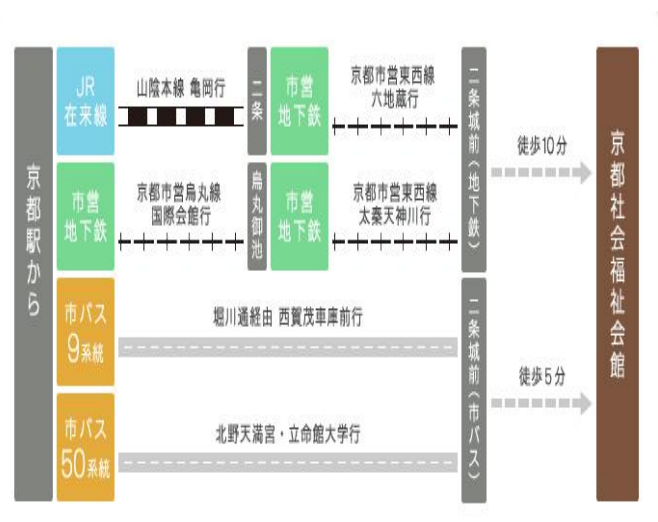 京都駅から
JR
在来線
山陰本線 亀岡行
二条
市営
地下鉄
京都市営東西線
六地蔵行
市営
地下鉄
京都市営烏丸線
国際会館行
烏丸御池
市営
地下鉄
京都市営東西線
太秦天神川行
二条城前(地下鉄)
徒歩10分
市バス
9系統
堀川通経由 西賀茂車庫前行
市バス
50系統
北野天満宮・立命館大学行
二条城前(市バス)
徒歩5分
京都社会福祉会館